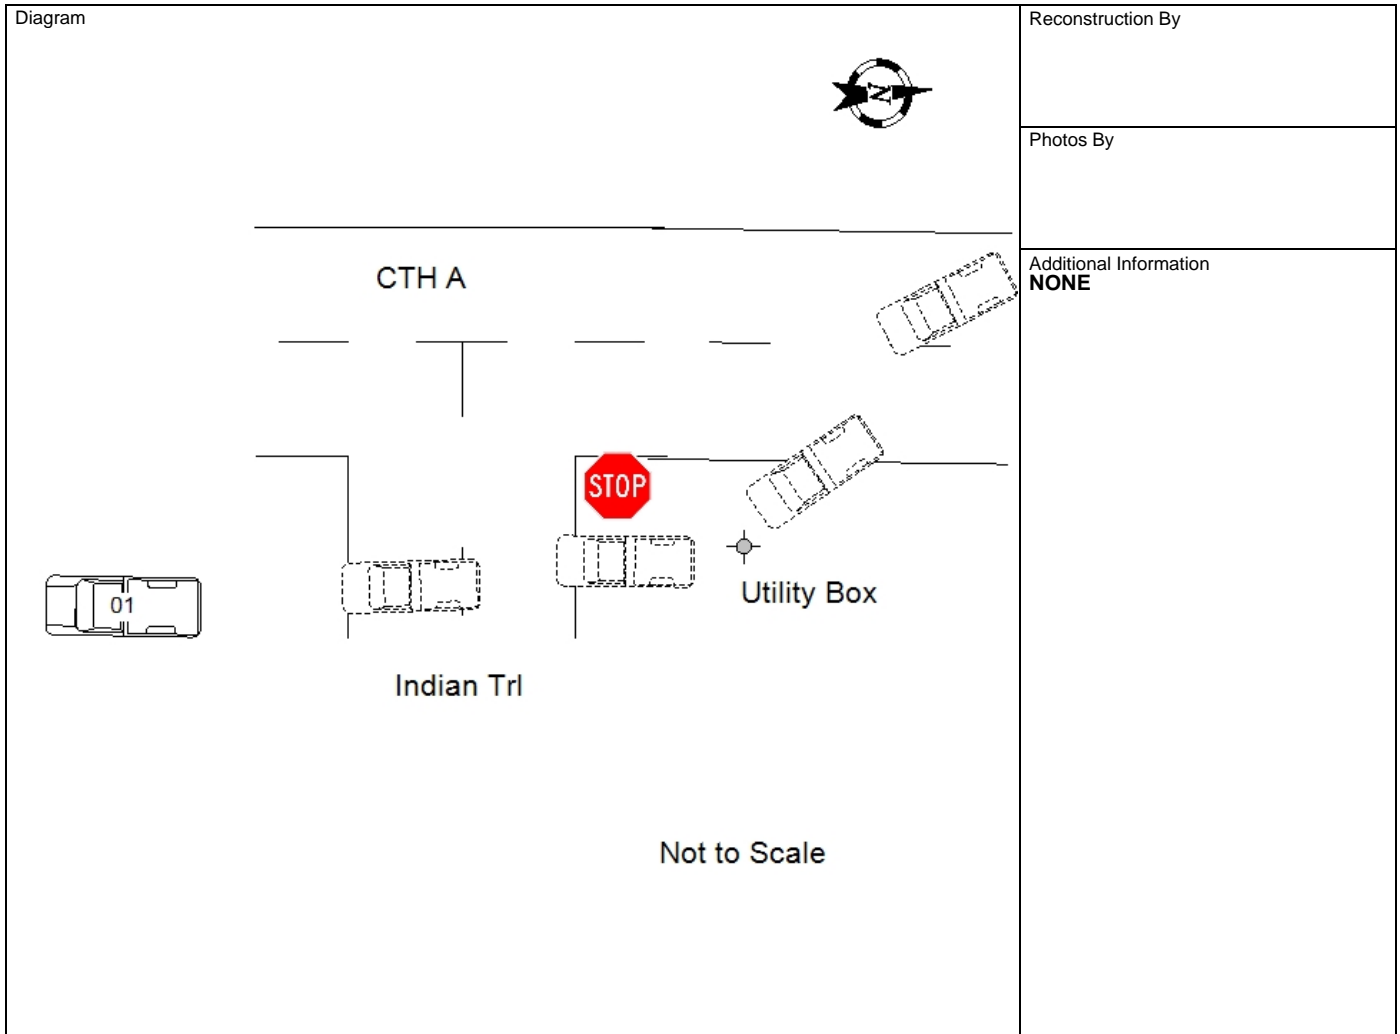 Diagram
N
CTH A
STOP
01
Utility Box
Indian Trl
Not to Scale
Reconstruction By
Photos By
Additional Information
NONE